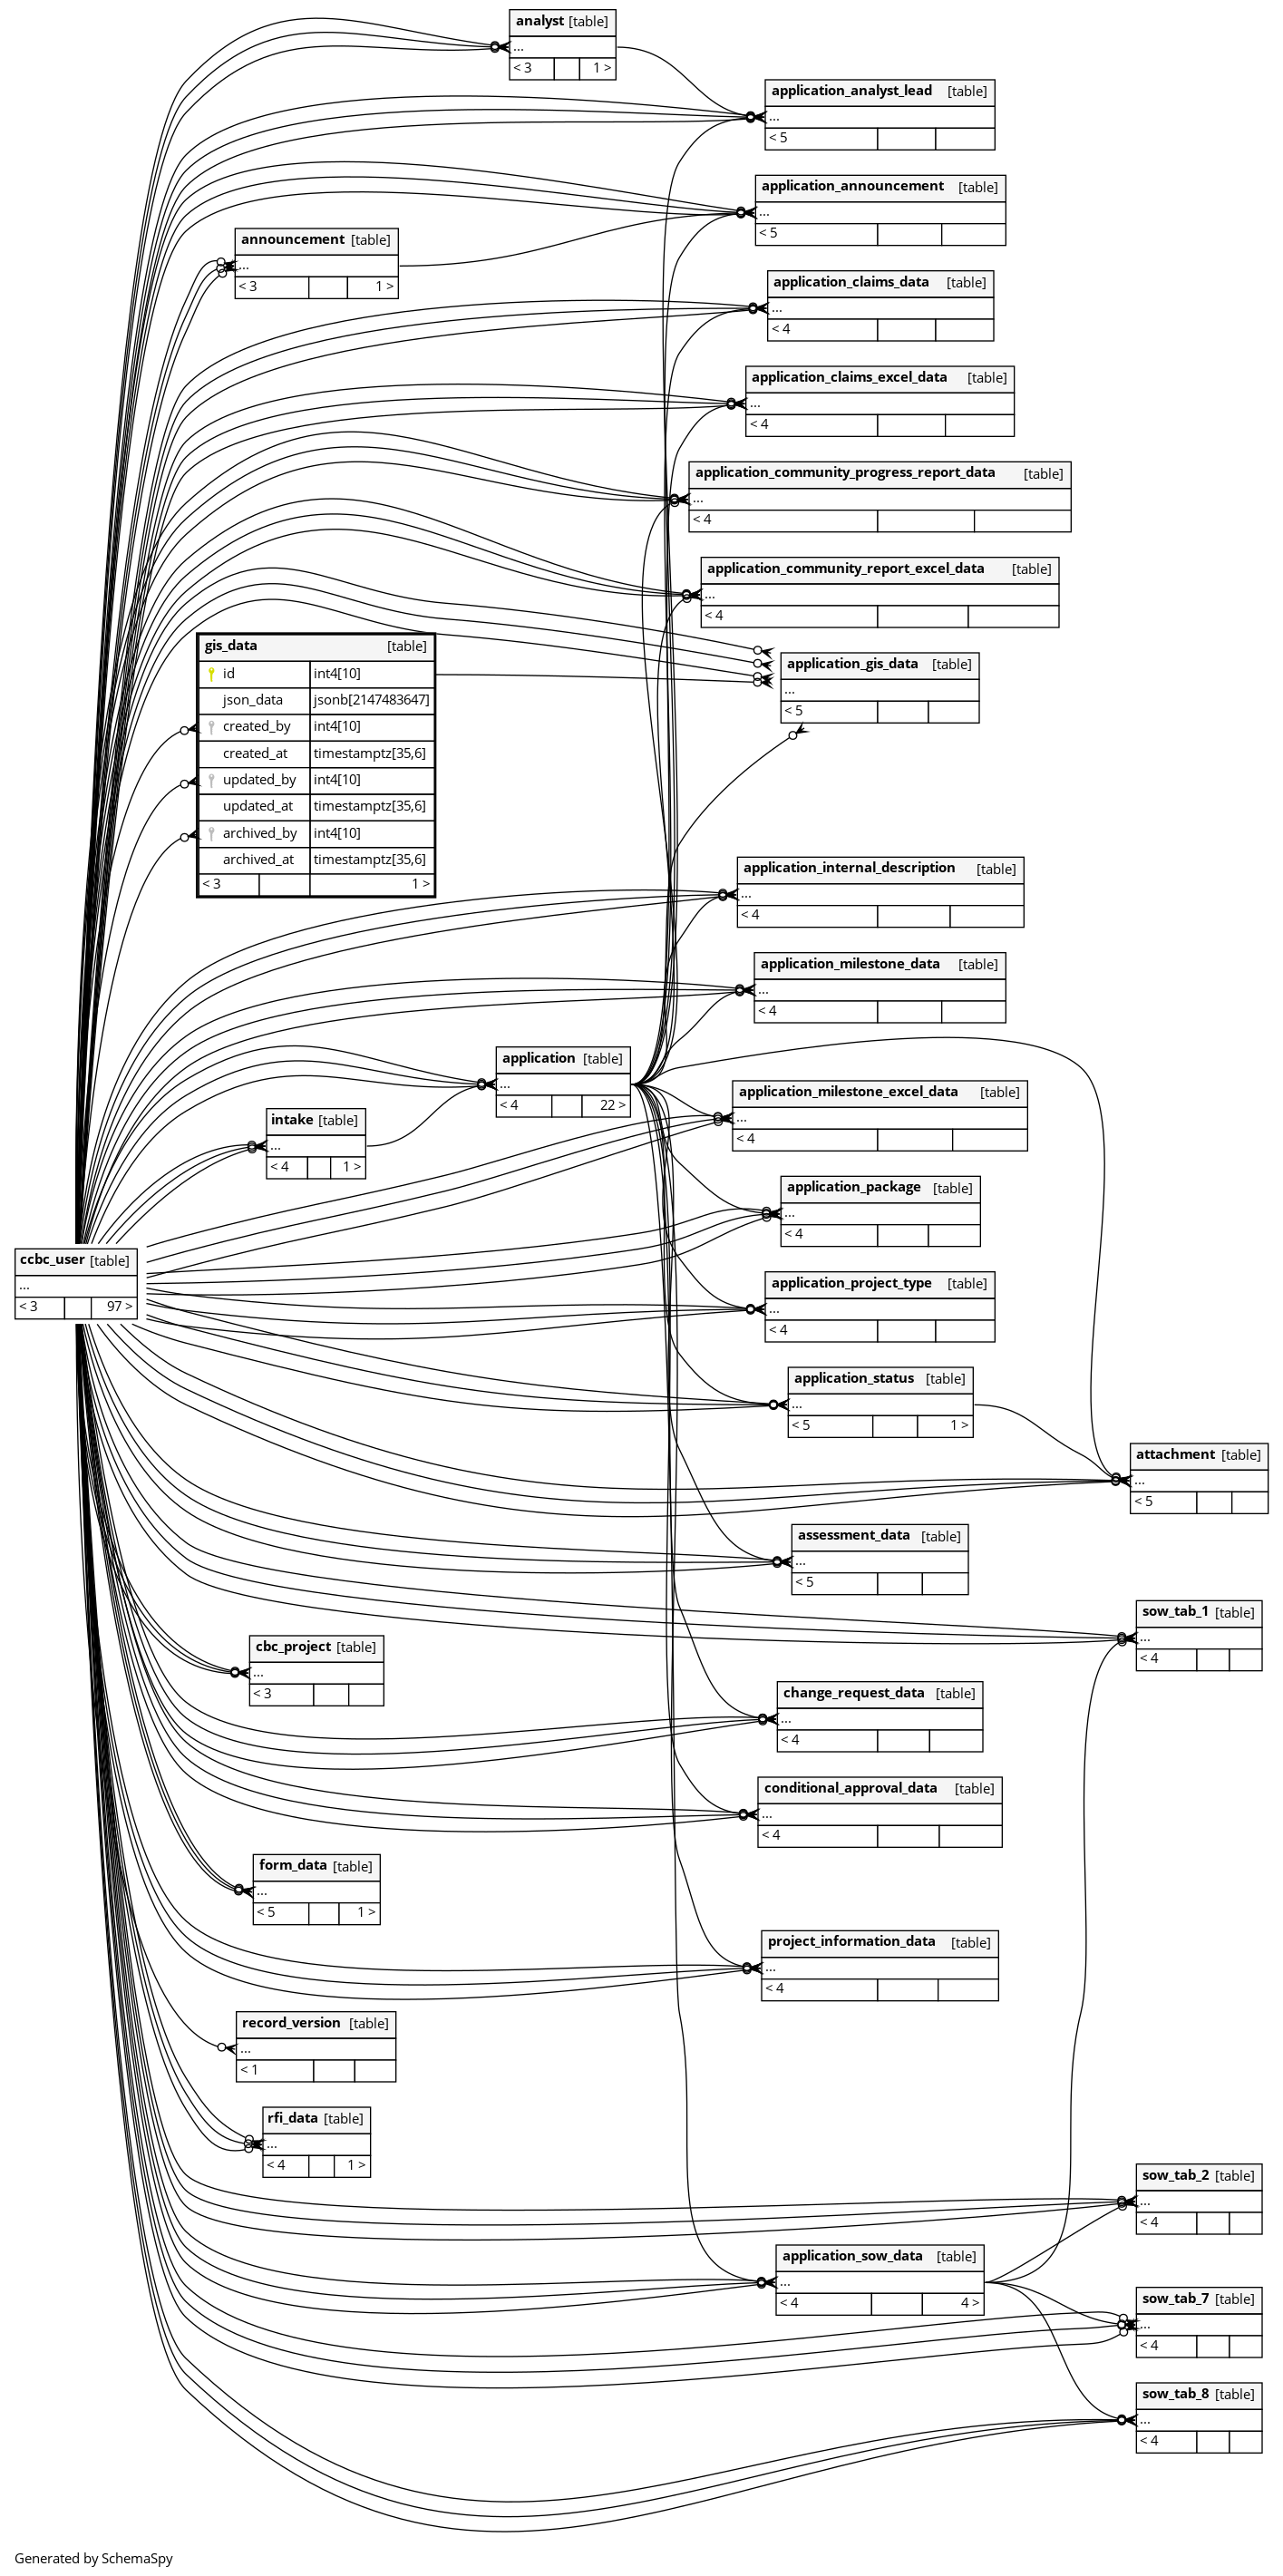 analyst [table]
...
< 3 1 >
application_analyst_lead [table]
...
< 5
application_announcement [table]
...
< 5
announcement [table]
...
< 3 1 >
application_claims_data [table]
...
< 4
application_claims_excel_data [table]
...
< 4
application_community_progress_report_data [table]
...
< 4
application_community_report_excel_data [table]
...
< 4
gis_data [table]
id int4[10]
json_data jsonb[2147483647]
created_by int4[10]
created_at timestamptz[35,6]
updated_by int4[10]
updated_at timestamptz[35,6]
archived_by int4[10]
archived_at timestamptz[35,6]
< 3 1 >
application_gis_data [table]
...
< 5
application_internal_description [table]
...
< 4
application_milestone_data [table]
...
< 4
application [table]
...
< 4 22 >
application_milestone_excel_data [table]
...
< 4
intake [table]
...
< 4 1 >
application_package [table]
...
< 4
ccbc_user [table]
...
< 3 97 >
application_project_type [table]
...
< 4
application_status [table]
...
< 5 1 >
attachment [table]
...
< 5
assessment_data [table]
...
< 5
sow_tab_1 [table]
...
< 4
cbc_project [table]
...
< 3
change_request_data [table]
...
< 4
conditional_approval_data [table]
...
< 4
form_data [table]
...
< 5 1 >
project_information_data [table]
...
< 4
record_version [table]
...
< 1
rfi_data [table]
...
< 4 1 >
sow_tab_2 [table]
...
< 4
application_sow_data [table]
...
< 4 4 >
sow_tab_7 [table]
...
< 4
sow_tab_8 [table]
...
< 4
Generated by SchemaSpy